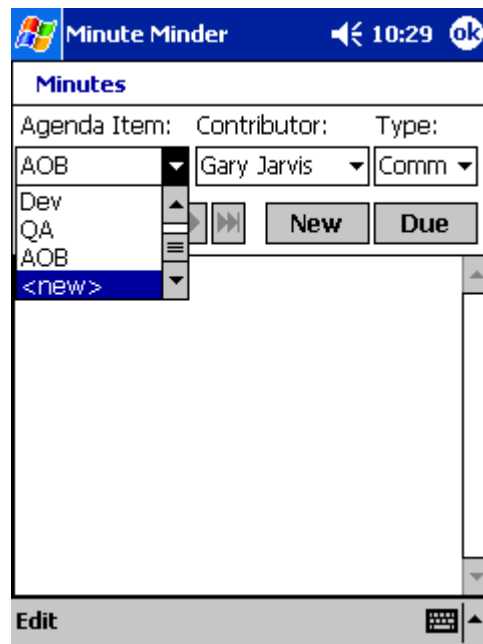 Minute Minder 10:29 ok
Minutes
Agenda Item: Contributor: Type:
AOB Gary Jarvis Comm
Dev
QA
AOB
<new>
New Due
Edit